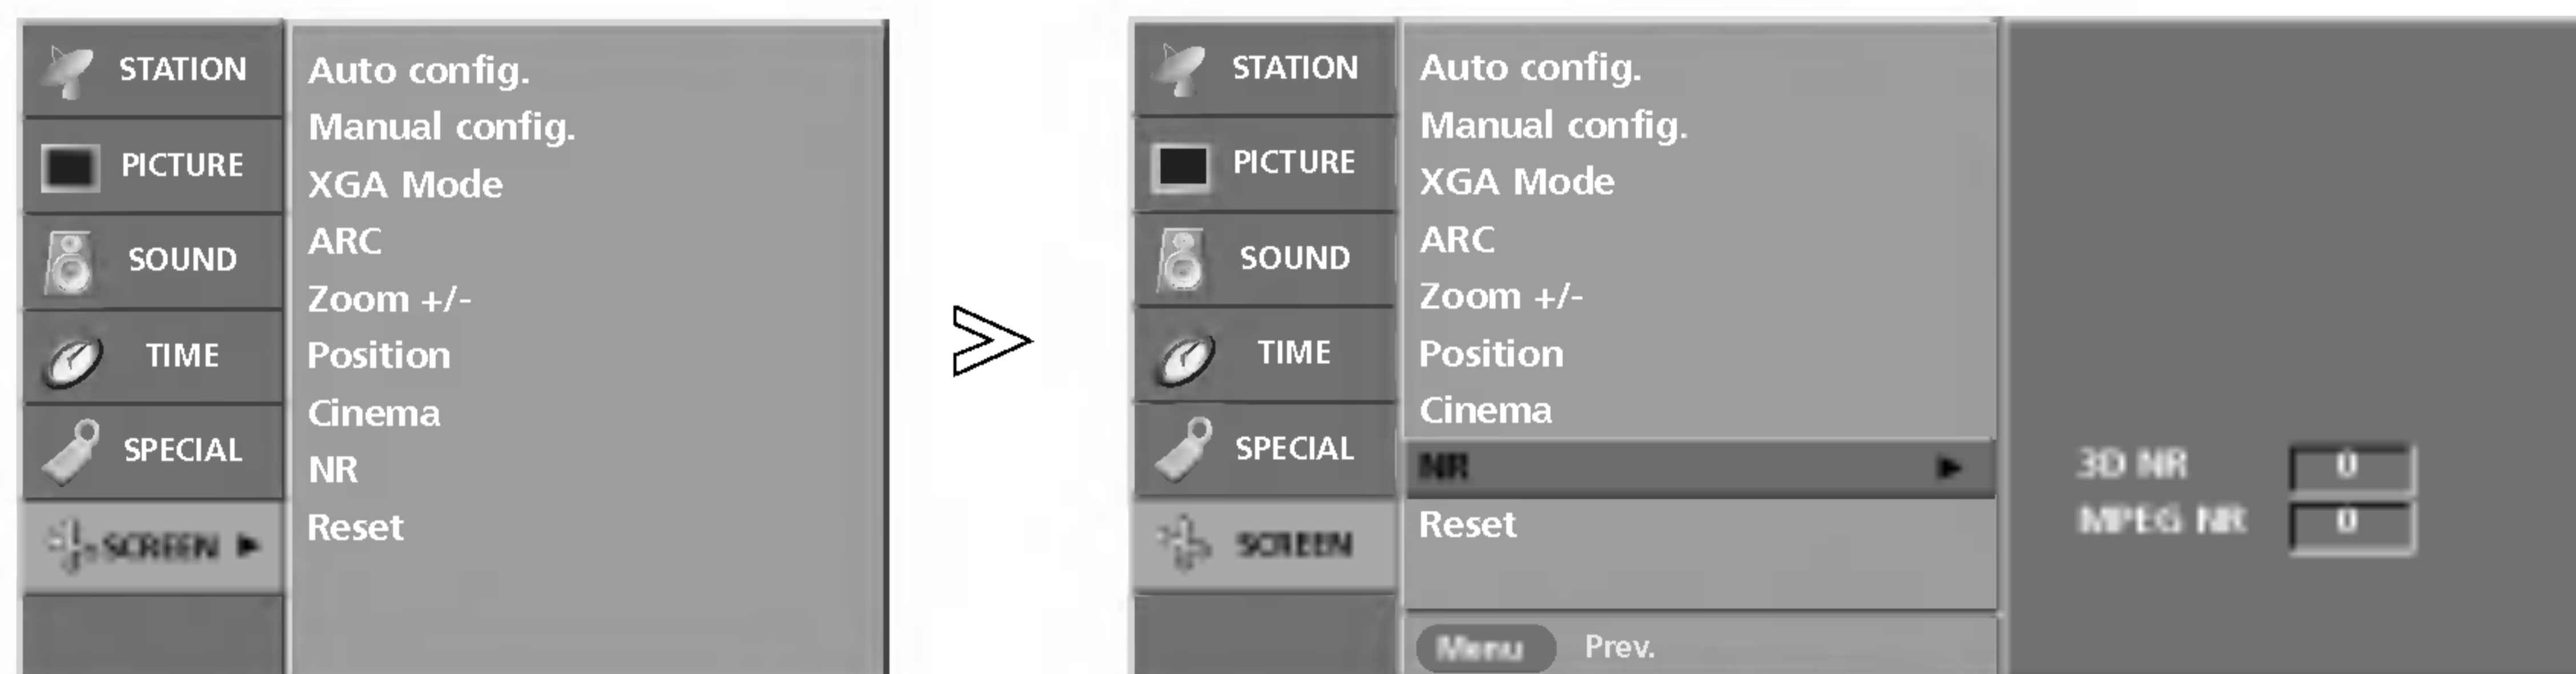 STATION
PICTURE
SOUND
TIME
SPECIAL
SCREEN
Auto config.
Manual config.
XGA Mode
ARC
Zoom +/-
Position
Cinema
NR
Reset
STATION
PICTURE
SOUND
TIME
SPECIAL
SCREEN
Auto config.
Manual config.
XGA Mode
ARC
Zoom +/-
Position
Cinema
NR
Reset
Menu Prev.
3D NR 0
MPEG NR 0